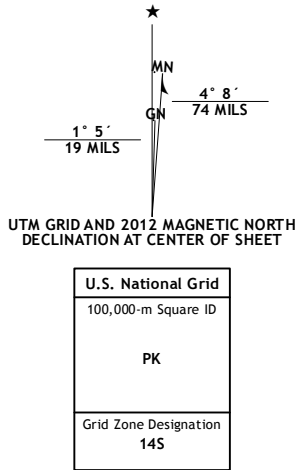 ★
MN
4° 8´
74 MILS
GN
1° 5´
19 MILS
UTM GRID AND 2012 MAGNETIC NORTH
DECLINATION AT CENTER OF SHEET
U.S. National Grid
100,000-m Square ID
PK
Grid Zone Designation
14S